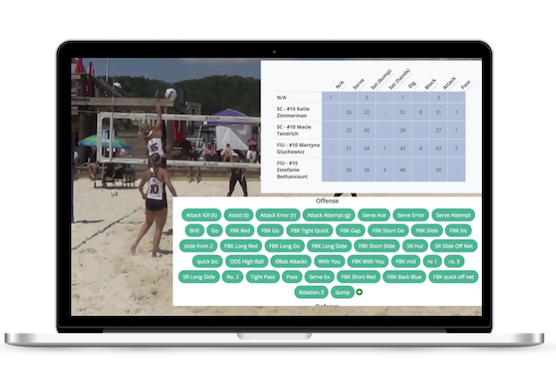 N/A Serve Set (bump) Set (hands) Dig Block Attack Pass
N/A
SC - #15 Katie
Zimmerman - 26 22 - 52 8 51 1
SC - #10 Macie
Tendrich - 22 45 - 28 - 27 1
FIU - #10 Martyna
Gluchowicz - 21 24 1 43 4 63 2
FIU - #15
Estefanie
Bethancourt - 26 26 4 44 - 36 -
15
10
Offense
Attack Kill (k) Assist (t) Attack Error (r) Attack Attempt (g) Serve Ace Serve Error Serve Attempt
BHE Go FBK Red FBK Go FBK Tight Quick FBK Gap FBK Short Go FBK Slide FBK bic
slide from 2 FBK Long Red FBK Long Go FBK Long Slide FBK Short Slide SR Hut SR Slide Off Net
quick bic OOS High Ball With You FBK With You FBK mid ro 1 ro. 5
SR Long Slide Ro. 2 Tight Pass Pass Serve Ex FBK Short Red FBK Back Blue FBK quick off net
Rotation 3 dump